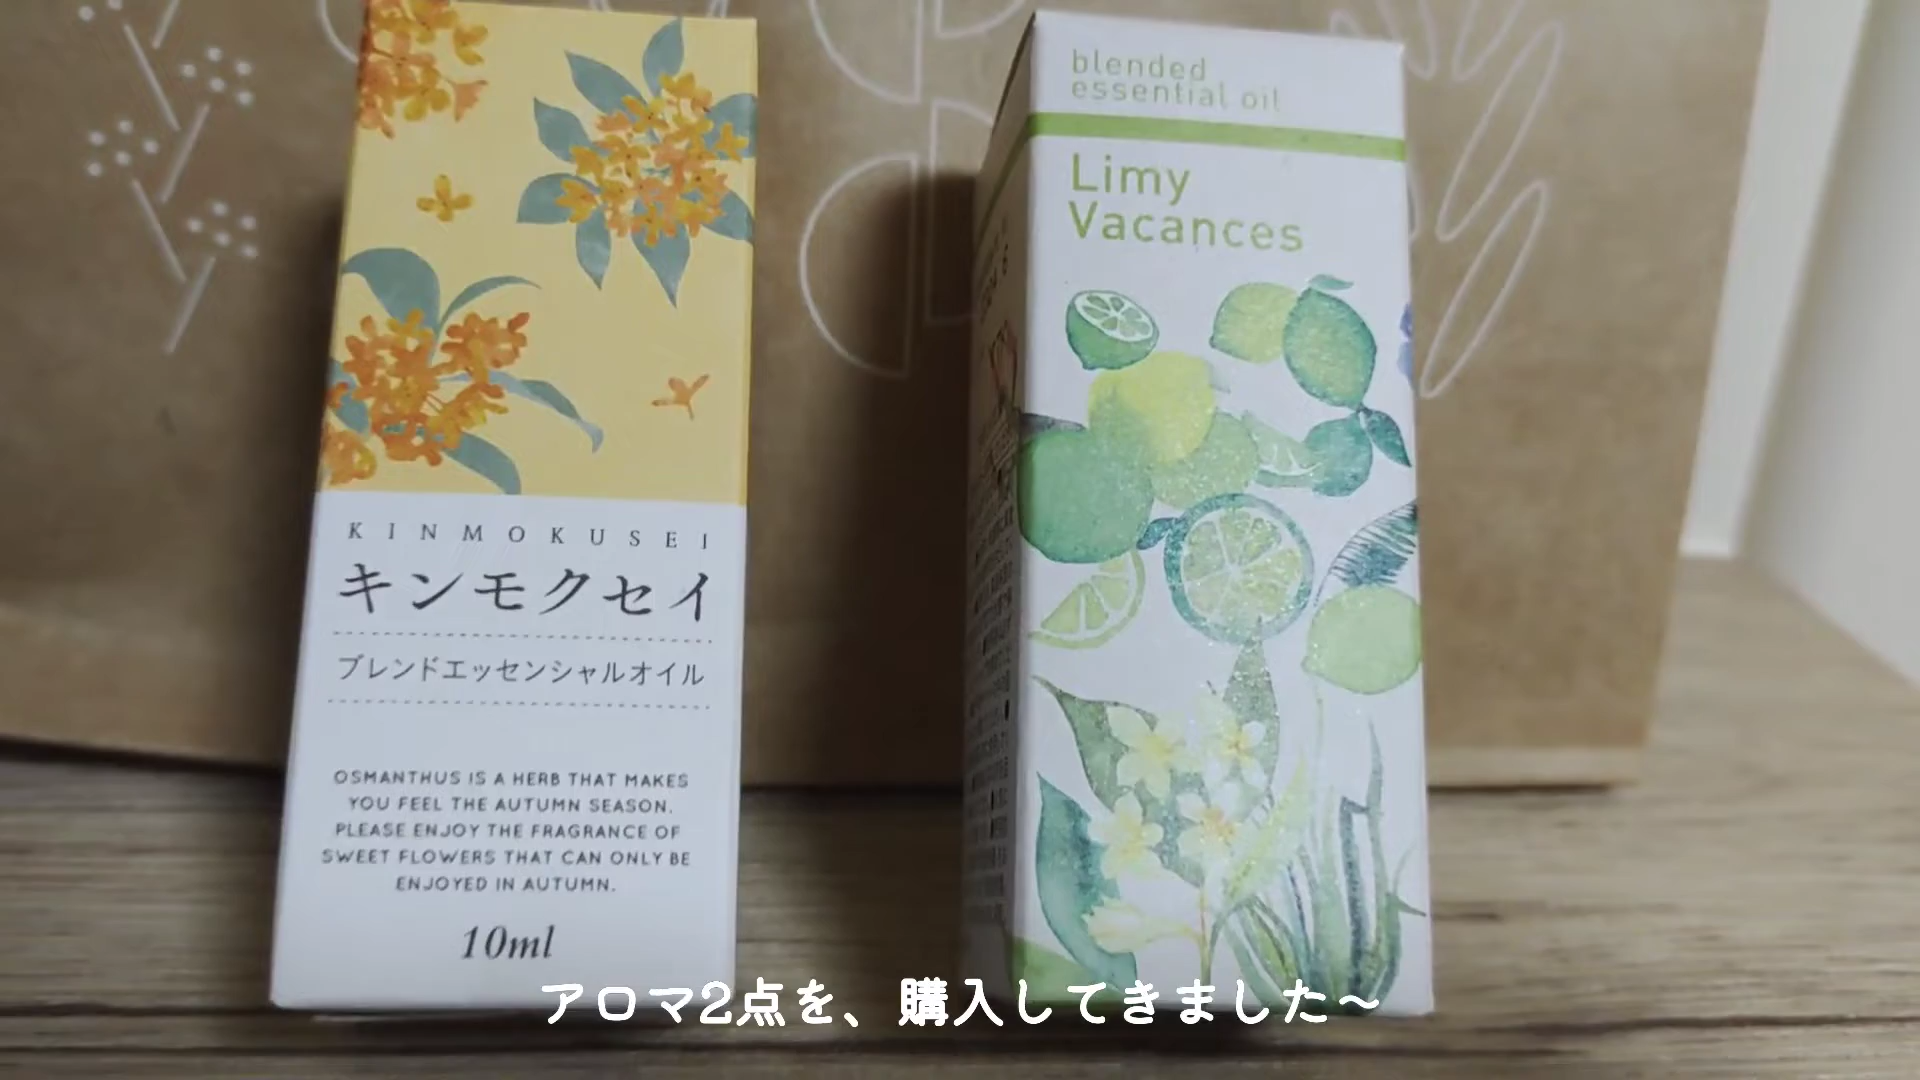 KINMOKUSEI
キンモクセイ
ブレンドエッセンシャルオイル
OSMANTHUS IS A HERB THAT MAKES
YOU FEEL THE AUTUMN SEASON.
PLEASE ENJOY THE FRAGRANCE OF
SWEET FLOWERS THAT CAN ONLY BE
ENJOYED IN AUTUMN.
10ml
blended
essential oil
Limy
Vacances
アロマ2点を、購入してきました〜